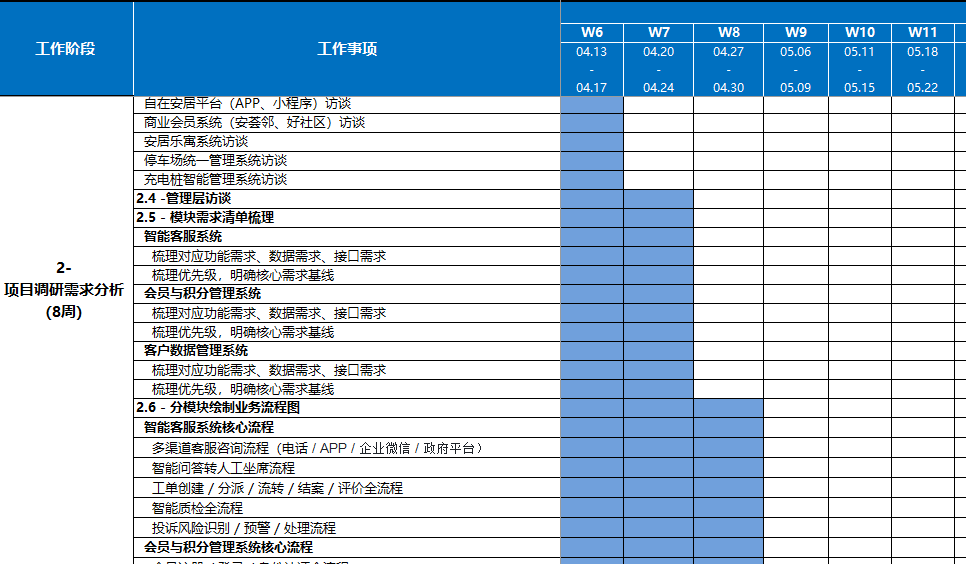 工作阶段
工作事项
W6
W7
W8
W9
W10
W11
04.13
-
04.17
04.20
-
04.24
04.27
-
04.30
05.06
-
05.09
05.11
-
05.15
05.18
-
05.22
2-
项目调研需求分析
(8周)
自在安居平台（APP、小程序）访谈
商业会员系统（安荟邻、好社区）访谈
安居乐寓系统访谈
停车场统一管理系统访谈
充电桩智能管理系统访谈
2.4 -管理层访谈
2.5 - 模块需求清单梳理
智能客服系统
梳理对应功能需求、数据需求、接口需求
梳理优先级，明确核心需求基线
会员与积分管理系统
梳理对应功能需求、数据需求、接口需求
梳理优先级，明确核心需求基线
客户数据管理系统
梳理对应功能需求、数据需求、接口需求
梳理优先级，明确核心需求基线
2.6 - 分模块绘制业务流程图
智能客服系统核心流程
多渠道客服咨询流程（电话 / APP / 企业微信 / 政府平台）
智能问答转人工坐席流程
工单创建 / 分派 / 流转 / 结案 / 评价全流程
智能质检全流程
投诉风险识别 / 预警 / 处理流程
会员与积分管理系统核心流程